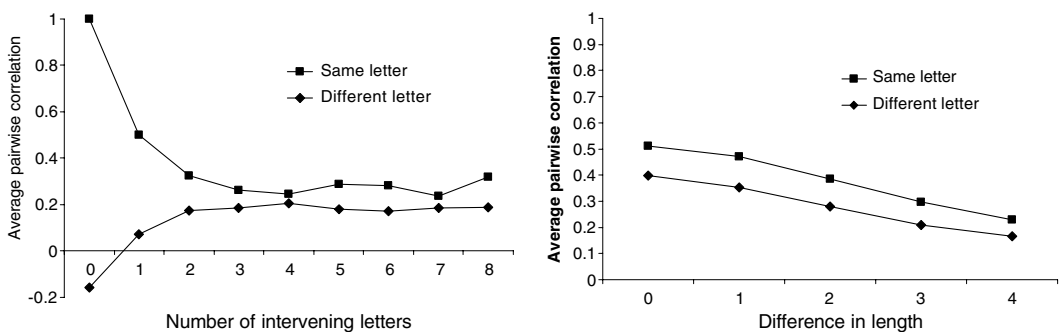 Average pairwise correlation
1
0.8
0.6
0.4
0.2
0
-0.2
0 1 2 3 4 5 6 7 8
Same letter
Different letter
Number of intervening letters
Average pairwise correlation
1
0.9
0.8
0.7
0.6
0.5
0.4
0.3
0.2
0.1
0
0 1 2 3 4
Same letter
Different letter
Difference in length